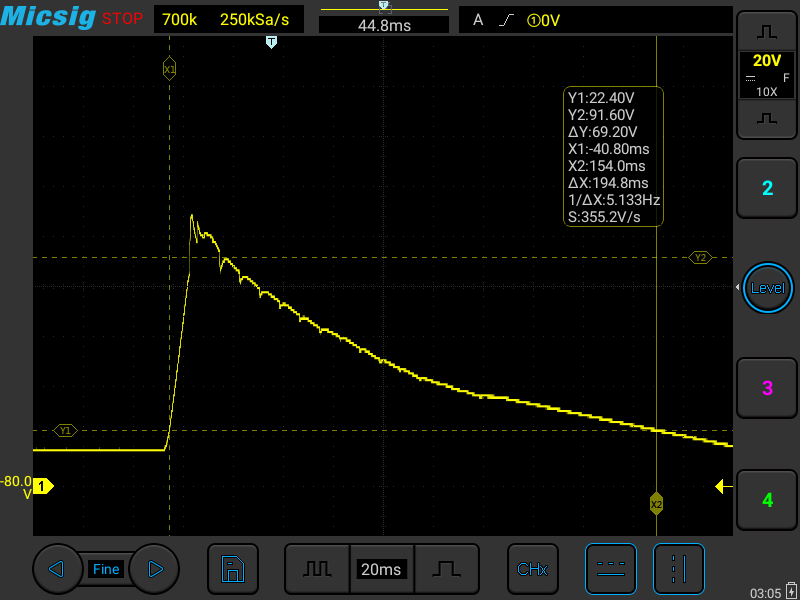 Micsig STOP 700k 250kSa/s 44.8ms A ①0V
T
T
X1
20V
F
10X
Y1:22.40V
Y2:91.60V
ΔY:69.20V
X1:-40.80ms
X2:154.0ms
ΔX:194.8ms
1/ΔX:5.133Hz
S:355.2V/s
2
Y2
Level
3
Y1
-80.0
V
1
X2
4
Fine 20ms CHx
03:05